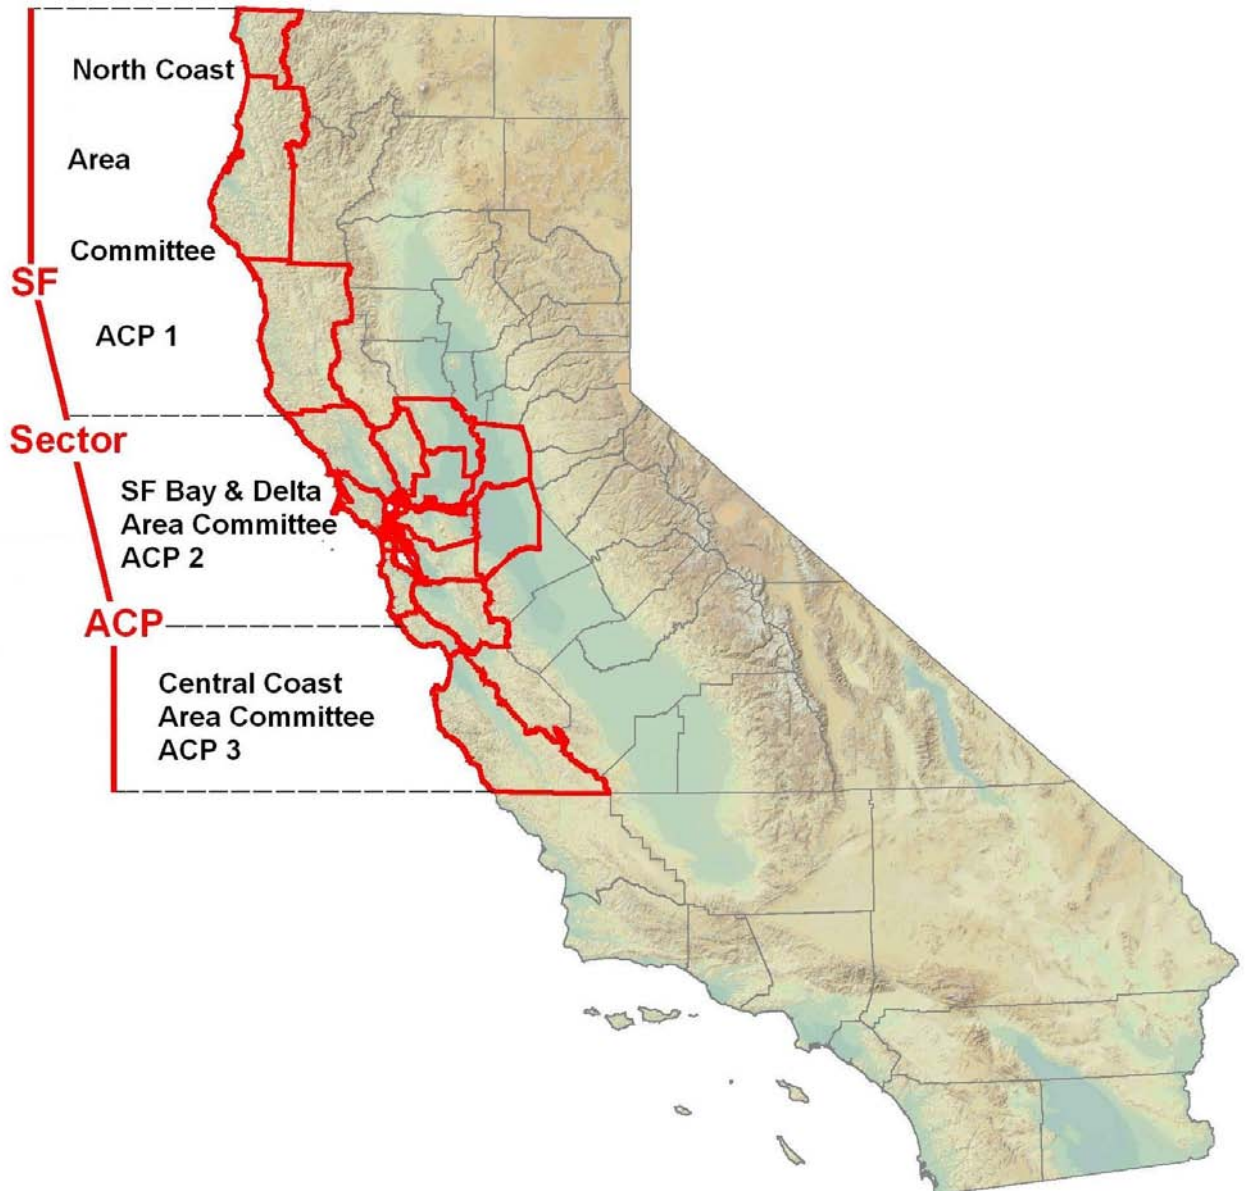 North Coast
Area
Committee
SF
ACP 1
Sector
SF Bay & Delta
Area Committee
ACP 2
ACP
Central Coast
Area Committee
ACP 3